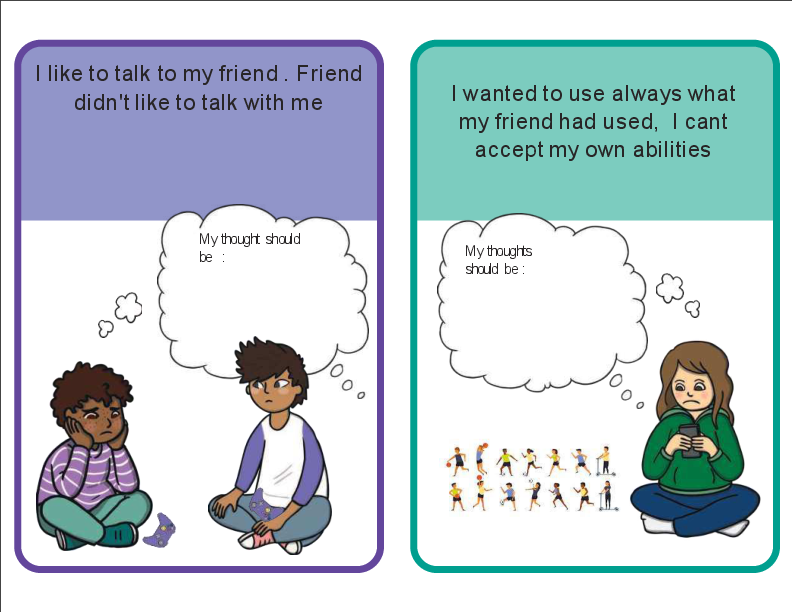 I like to talk to my friend . Friend
didn't like to talk with me
My thought should
be :
I wanted to use always what
my friend had used, I cant
accept my own abilities
My thoughts
should be :